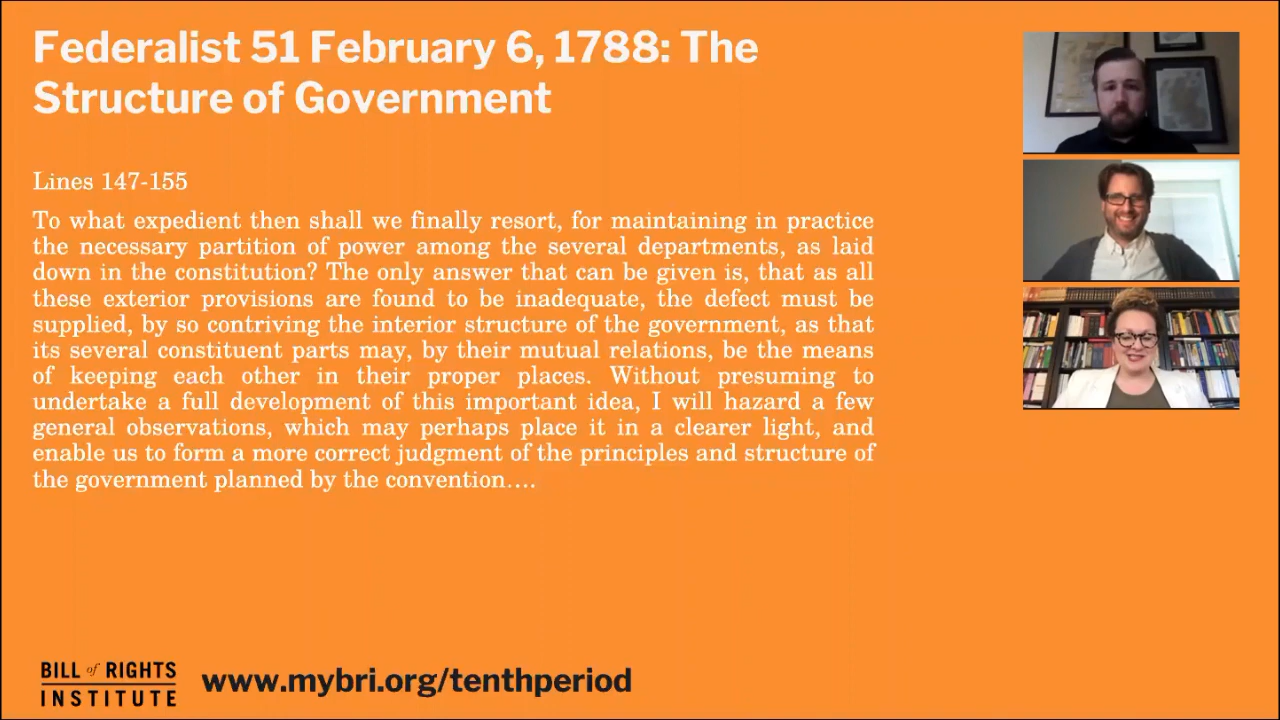 Federalist 51 February 6, 1788: The
Structure of Government
Lines 147-155
To what expedient then shall we finally resort, for maintaining in practice
the necessary partition of power among the several departments, as laid
down in the constitution? The only answer that can be given is, that as all
these exterior provisions are found to be inadequate, the defect must be
supplied, by so contriving the interior structure of the government, as that
its several constituent parts may, by their mutual relations, be the means
of keeping each other in their proper places. Without presuming to
undertake a full development of this important idea, I will hazard a few
general observations, which may perhaps place it in a clearer light, and
enable us to form a more correct judgment of the principles and structure of
the government planned by the convention….
BILL of RIGHTS
INSTITUTE
www.mybri.org/tenthperiod